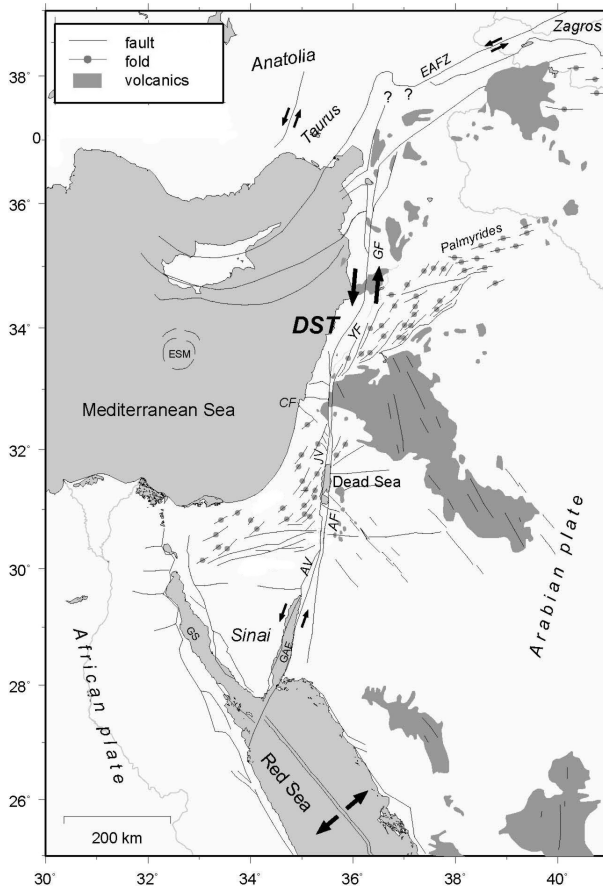 fault
fold
volcanics
Zagros
Anatolia
EAFZ
38°
? ?
Taurus
0
36°
GF
Palmyrides
DST
YF
34°
ESM
Mediterranean Sea
CF
32°
JV
Dead Sea
AF
30°
AV
Sinai
GS
GAE
28°
African plate
Arabian plate
Red Sea
26°
200 km
30° 32° 34° 36° 38° 40°